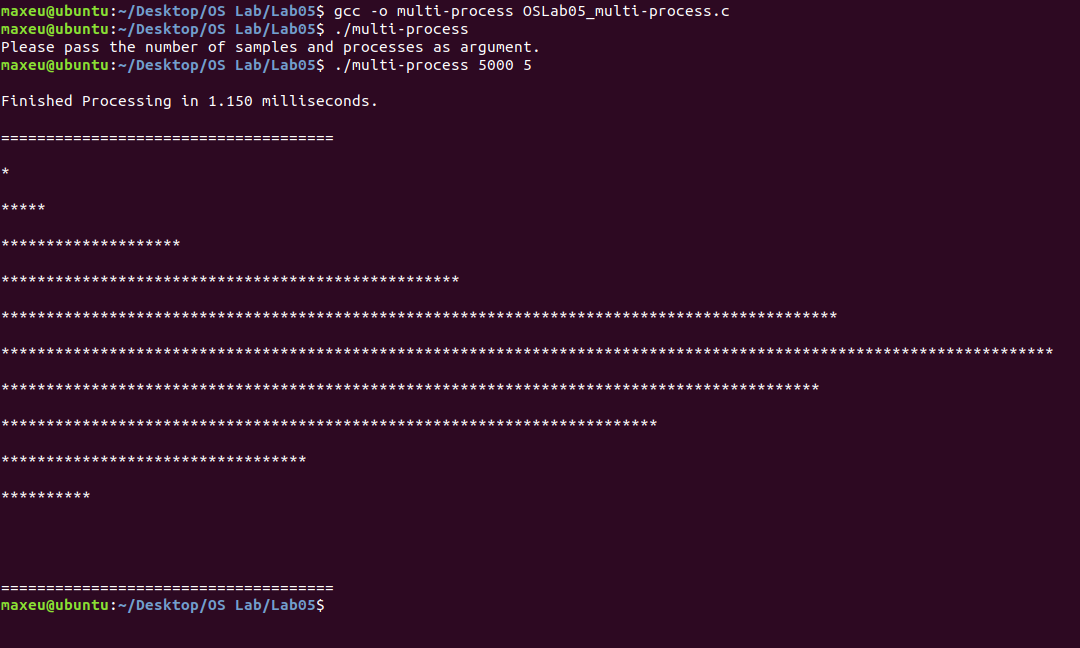 maxeu@ubuntu:~/Desktop/OS Lab/Lab05$ gcc -o multi-process OSLab05_multi-process.c
maxeu@ubuntu:~/Desktop/OS Lab/Lab05$ ./multi-process
Please pass the number of samples and processes as argument.
maxeu@ubuntu:~/Desktop/OS Lab/Lab05$ ./multi-process 5000 5
Finished Processing in 1.150 milliseconds.
=====================================
*
*****
********************
***************************************************
*********************************************************************************************
*********************************************************************************************************************
*******************************************************************************************
*************************************************************************
**********************************
**********
=====================================
maxeu@ubuntu:~/Desktop/OS Lab/Lab05$